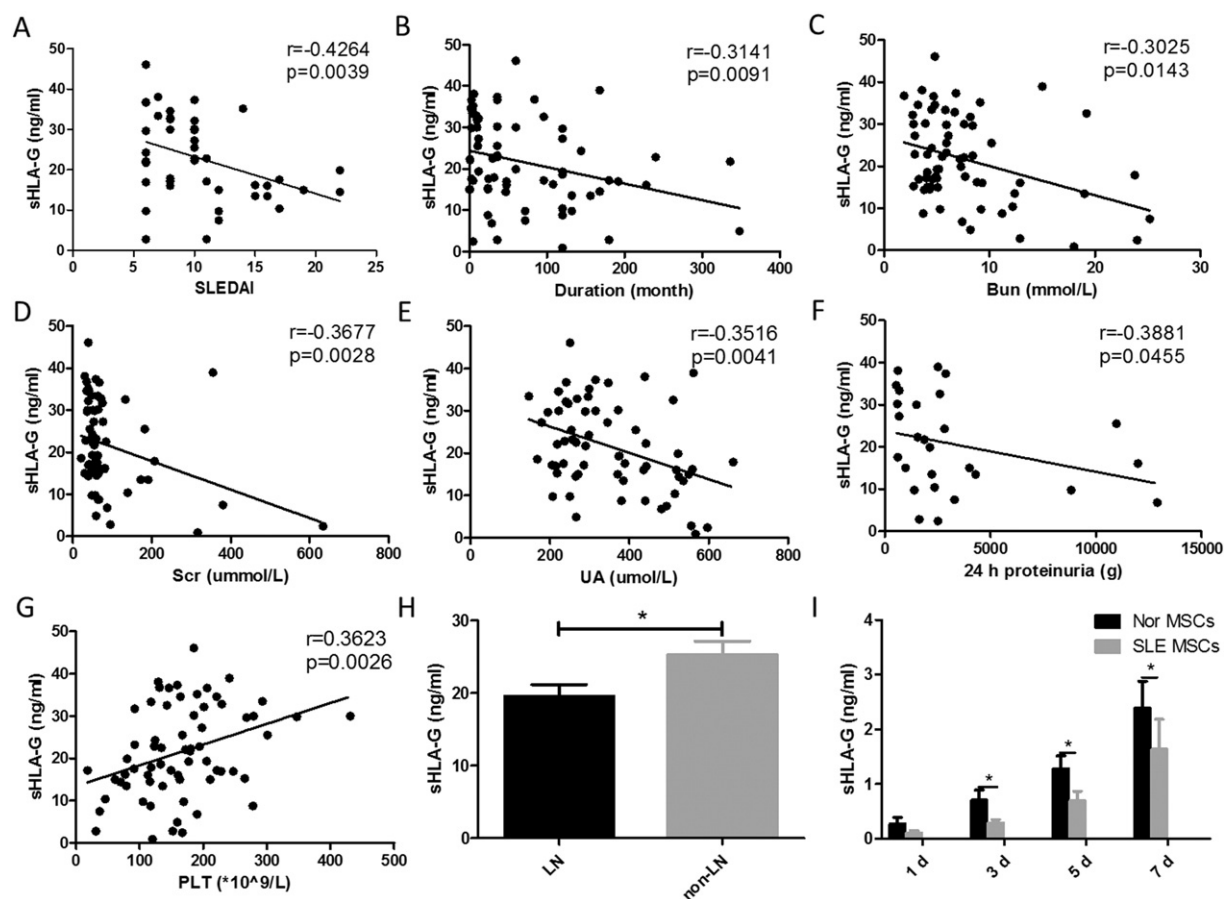 A
r=-0.4264
p=0.0039
sHLA-G (ng/ml)
50
40
30
20
10
0
5 10 15 20 25
SLEDAI
B
r=-0.3141
p=0.0091
sHLA-G (ng/ml)
50
40
30
20
10
0
0 100 200 300 400
Duration (month)
C
r=-0.3025
p=0.0143
sHLA-G (ng/ml)
50
40
30
20
10
0
0 10 20 30
Bun (mmol/L)
D
r=-0.3677
p=0.0028
sHLA-G (ng/ml)
50
40
30
20
10
0
0 200 400 600 800
Scr (ummol/L)
E
r=-0.3516
p=0.0041
sHLA-G (ng/ml)
50
40
30
20
10
0
0 200 400 600 800
UA (umol/L)
F
r=-0.3881
p=0.0455
sHLA-G (ng/ml)
50
40
30
20
10
0
0 5000 10000 15000
24 h proteinuria (g)
G
r=0.3623
p=0.0026
sHLA-G (ng/ml)
50
40
30
20
10
0
0 100 200 300 400 500
PLT (*10^9/L)
H
*
sHLA-G (ng/ml)
30
20
10
0
LN non-LN
I
Nor MSCs
SLE MSCs
sHLA-G (ng/ml)
4
3
2
1
0
*
*
*
1 d 3 d 5 d 7 d